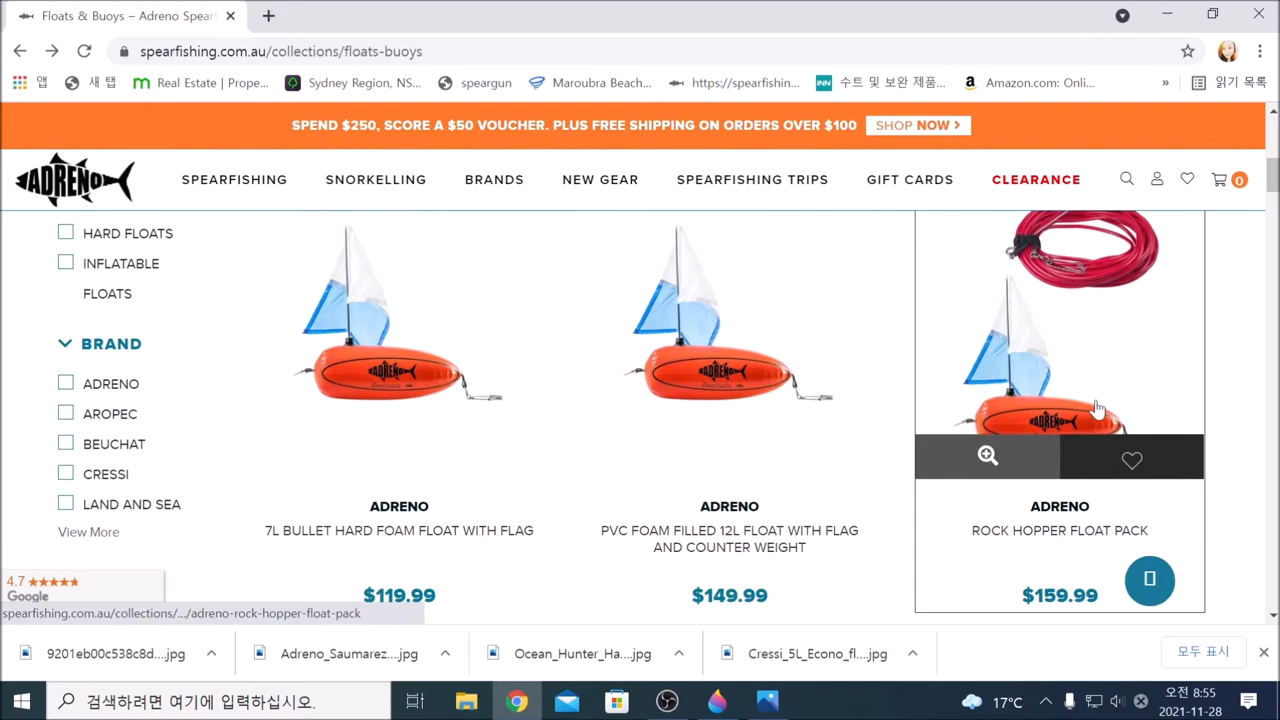 Floats & Buoys – Adreno Spearf
spearfishing.com.au/collections/floats-buoys
앱
새 탭
Real Estate | Prope...
Sydney Region, NS...
speargun
Maroubra Beach...
https://spearfishin...
수트 및 보완 제품...
Amazon.com: Onli...
»
읽기 목록
SPEND $250, SCORE A $50 VOUCHER. PLUS FREE SHIPPING ON ORDERS OVER $100
SHOP NOW >
ADRENO
SPEARFISHING
SNORKELLING
BRANDS
NEW GEAR
SPEARFISHING TRIPS
GIFT CARDS
CLEARANCE
0
HARD FLOATS
INFLATABLE
FLOATS
BRAND
ADRENO
AROPEC
BEUCHAT
CRESSI
LAND AND SEA
View More
ADRENO
ADRENO
ADRENO
ADRENO
7L BULLET HARD FOAM FLOAT WITH FLAG
$119.99
ADRENO
PVC FOAM FILLED 12L FLOAT WITH FLAG
AND COUNTER WEIGHT
$149.99
ADRENO
ROCK HOPPER FLOAT PACK
$159.99
4.7
Google
spearfishing.com.au/collections/.../adreno-rock-hopper-float-pack
9201eb00c538c8d....jpg
Adreno_Saumarez....jpg
Ocean_Hunter_Ha....jpg
Cressi_5L_Econo_fl....jpg
모두 표시
검색하려면 여기에 입력하십시오.
17°C
오전 8:55
2021-11-28